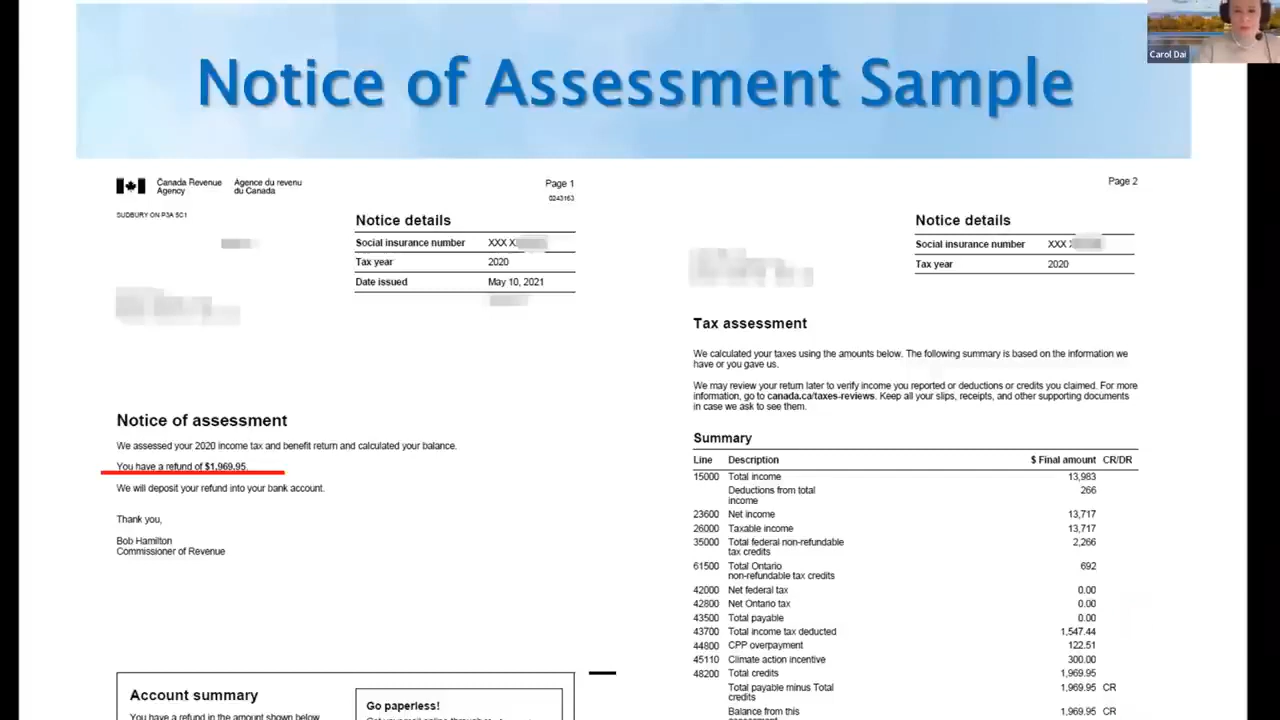 Notice of Assessment Sample
Carol Dai
Canada Revenue Agence du revenu
Agency du Canada
SUDBURY ON P3A 5C1
Page 1
0243163
Notice details
Social insurance number XXX X
Tax year 2020
Date issued May 10, 2021
Notice of assessment
We assessed your 2020 income tax and benefit return and calculated your balance.
You have a refund of $1,969.95.
We will deposit your refund into your bank account.
Thank you,
Bob Hamilton
Commissioner of Revenue
Account summary
You have a refund in the amount shown below
Go paperless!
Page 2
Notice details
Social insurance number XXX
Tax year 2020
Tax assessment
We calculated your taxes using the amounts below. The following summary is based on the information we
have or you gave us.
We may review your return later to verify income you reported or deductions or credits you claimed. For more
information, go to canada.ca/taxes-reviews. Keep all your slips, receipts, and other supporting documents
in case we ask to see them.
Summary
Line Description $ Final amount CR/DR
15000 Total income 13,983
Deductions from total 266
income
23600 Net income 13,717
26000 Taxable income 13,717
35000 Total federal non-refundable 2,266
tax credits
61500 Total Ontario 692
non-refundable tax credits
42000 Net federal tax 0.00
42800 Net Ontario tax 0.00
43500 Total payable 0.00
43700 Total income tax deducted 1,547.44
44800 CPP overpayment 122.51
45110 Climate action incentive 300.00
48200 Total credits 1,969.95
Total payable minus Total 1,969.95 CR
credits
Balance from this 1,969.95 CR